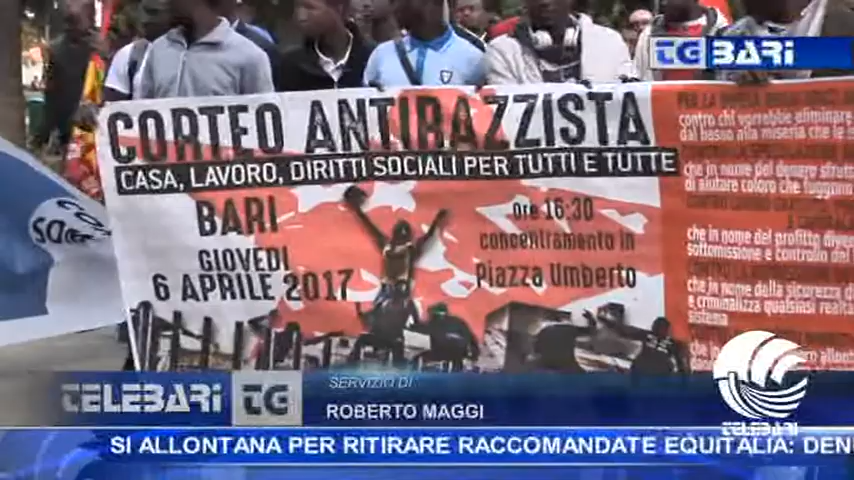 TG BARI
CORTEO ANTIRAZZISTA
CASA, LAVORO, DIRITTI SOCIALI PER TUTTI E TUTTE
BARI
GIOVEDI
6 APRILE 2017
Ore 16:30
concentramento in
Piazza Umberto
contro chi vorrebbe eliminare
dal basso alla miseria che le
che in nome del denaro
di aiutare coloro che fuggono
che in nome del profitto
sottomissione e controllo
che in nome della sicurezza
e criminalizza qualsiasi
sistema
TELEBARI TG
SERVIZIO DI
ROBERTO MAGGI
TELEBARI
SI ALLONTANA PER RITIRARE RACCOMANDATE EQUITALIA: DEN